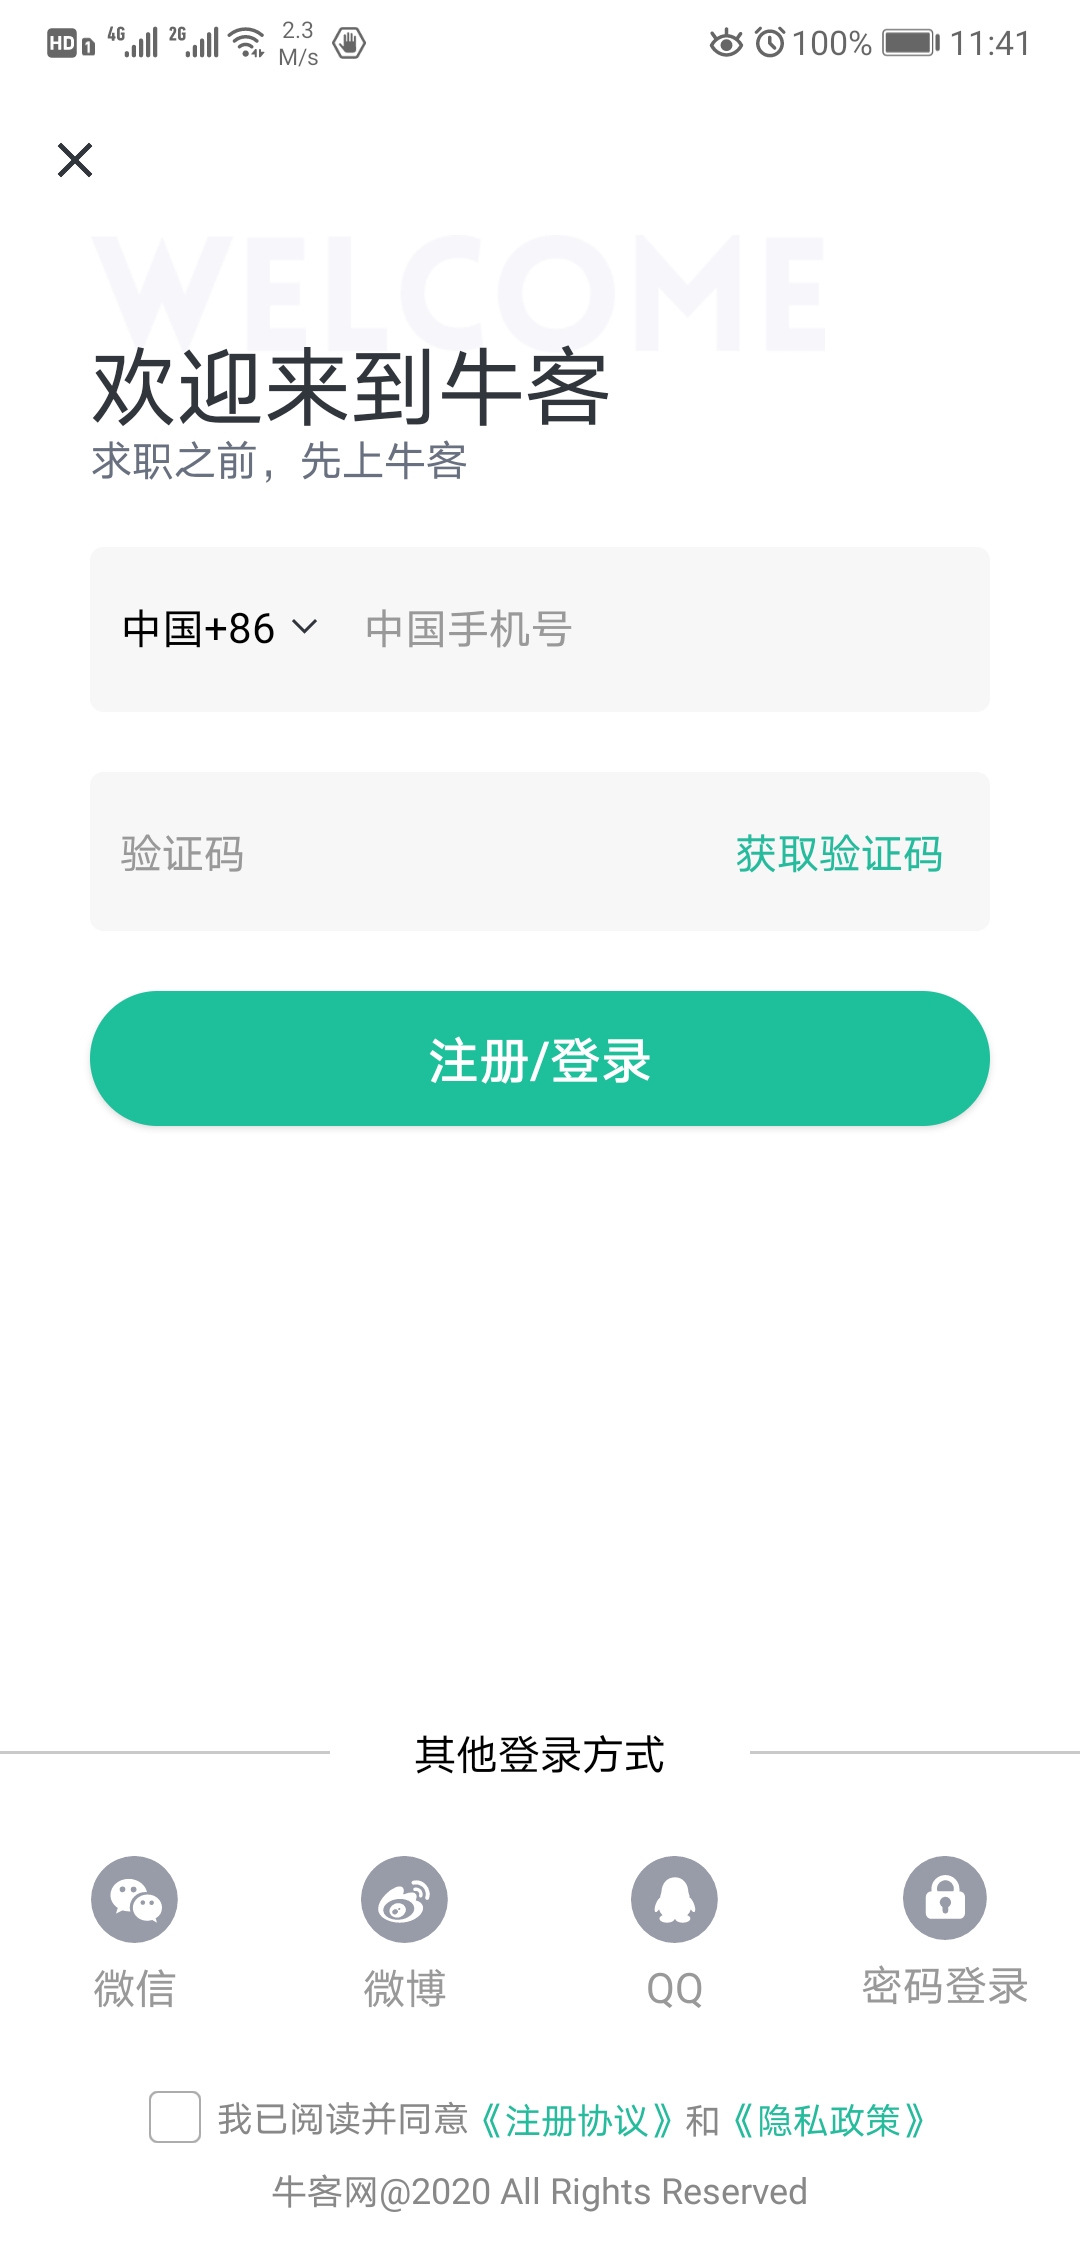 HD 1 4G 2G 2.3 M/s 100% 11:41
WELCOME
欢迎来到牛客
求职之前，先上牛客
中国+86 中国手机号
验证码 获取验证码
注册/登录
其他登录方式
微信 微博 QQ 密码登录
我已阅读并同意《注册协议》和《隐私政策》
牛客网@2020 All Rights Reserved